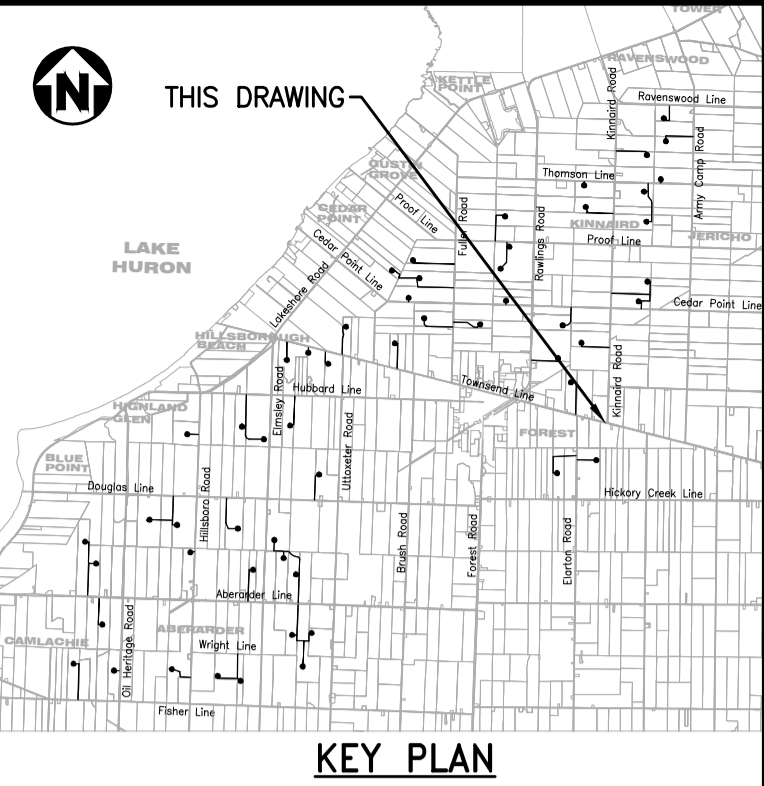 TOWER
N
RAVENSWOOD
KETTLE
POINT
THIS DRAWING
Kinnaird Road
Ravenswood Line
Army Camp Road
GUSTIN
GROVE
Thomson Line
Proof Line
CEDAR
POINT
Fuller Road
Rawlings Road
KINNAIRD
Proof Line
JERICHO
LAKE
HURON
Cedar Point Line
Lakeshore Road
Cedar Point Line
HILLSBOROUGH
BEACH
Kinnaird Road
Elmsley Road
Hubbard Line
Townsend Line
HIGHLAND
GLEN
Uttoxeter Road
FOREST
BLUE
POINT
Douglas Line
Hillsboro Road
Hickory Creek Line
Brush Road
Forest Road
Elarton Road
Aberarder Line
Oil Heritage Road
CAMLACHIE
ABERARDER
Wright Line
Fisher Line
KEY PLAN